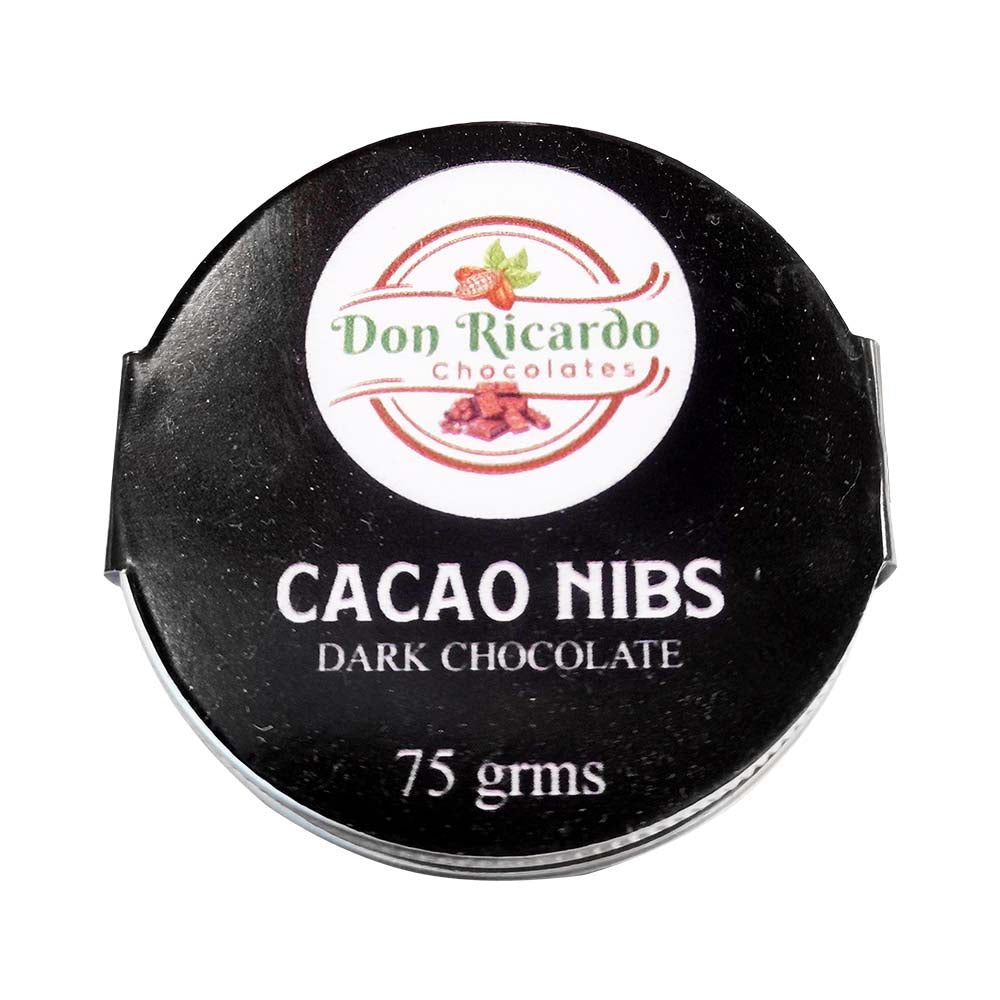 Don Ricardo
Chocolates
CACAO NIBS
DARK CHOCOLATE
75 grms